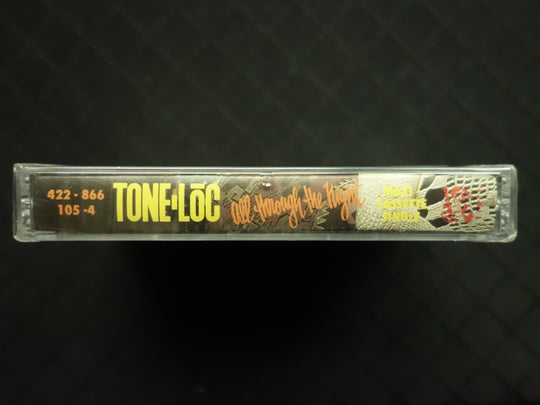 422-866
105-4
TONE-LŌC
All through the Night
MAXI
CASSETTE
SINGLE